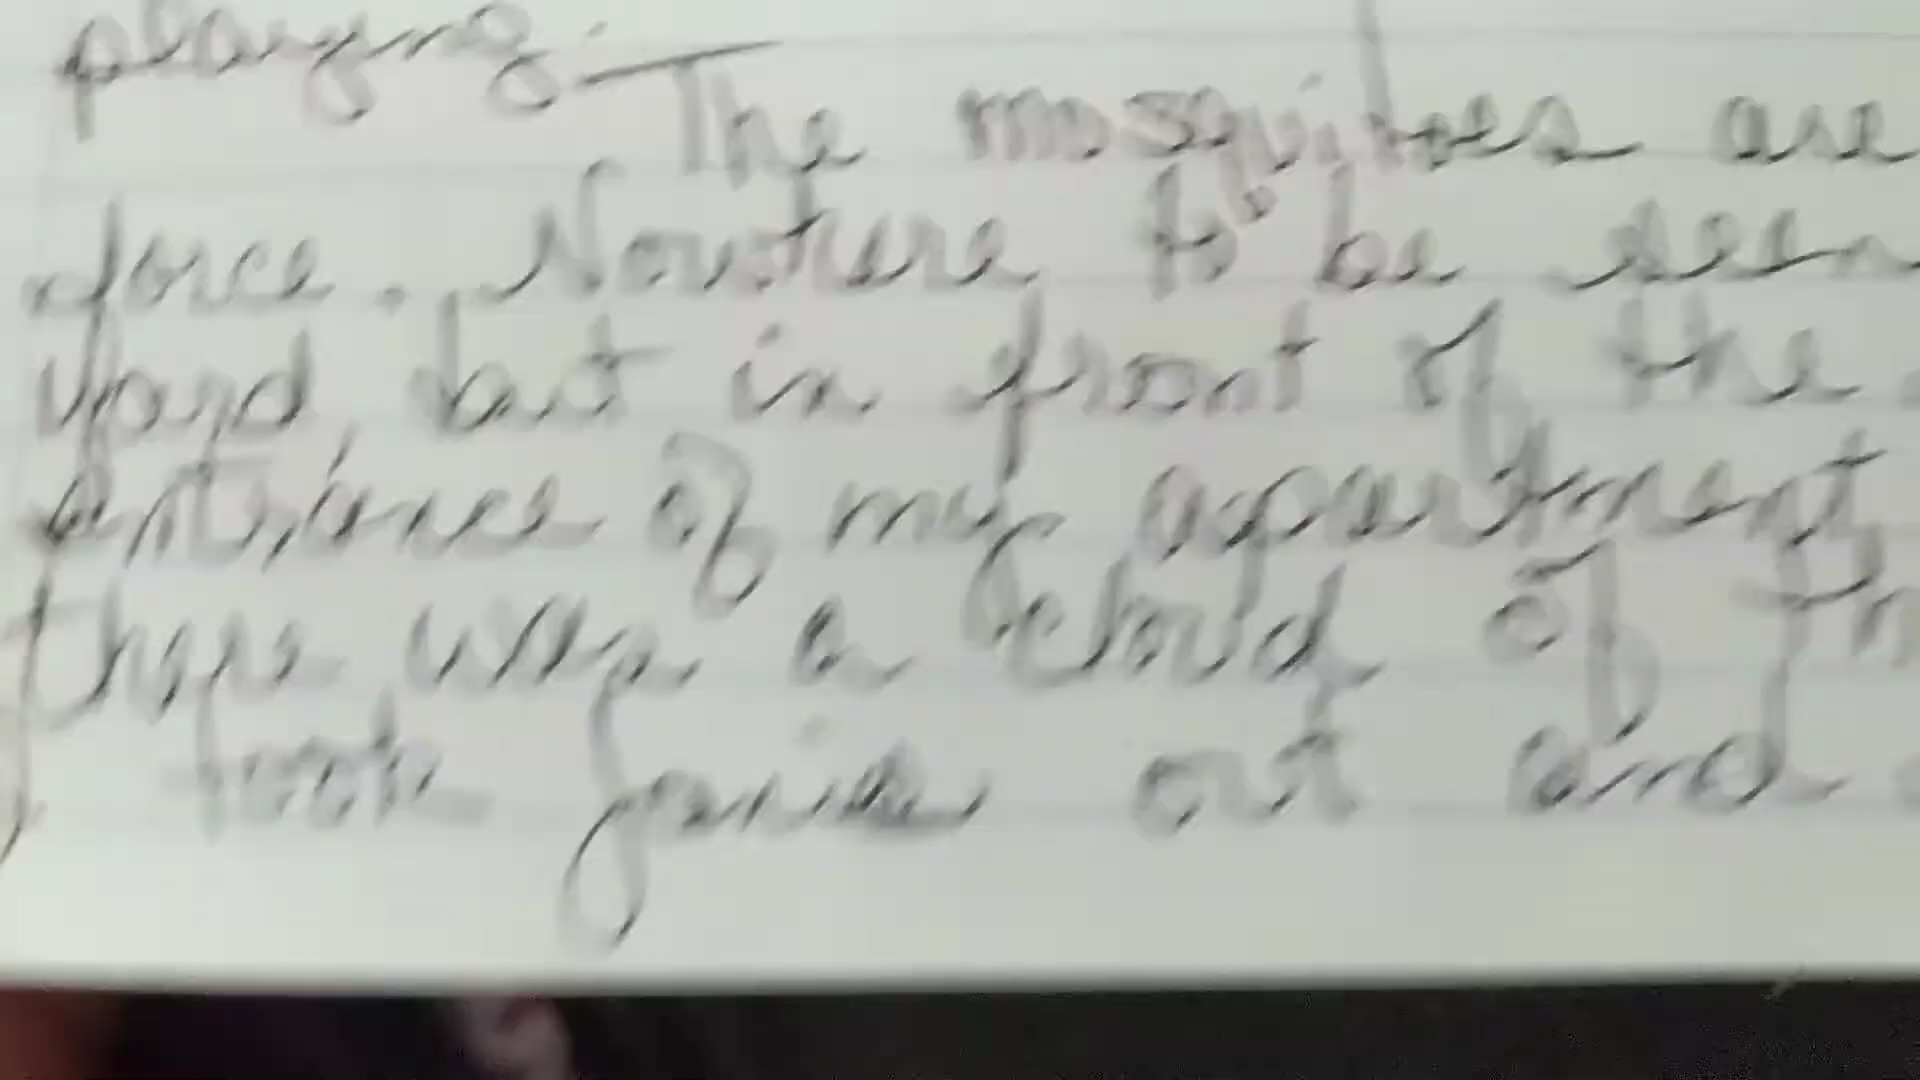 playing.
The mosquitoes are
force. Nowhere to be seen
Yard, but in front of the
entrance of my apartment
there was a cloud of
took out and